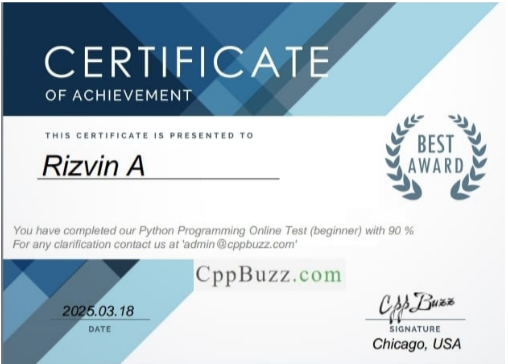 CERTIFICATE
OF ACHIEVEMENT
THIS CERTIFICATE IS PRESENTED TO
Rizvin A
BEST
AWARD
You have completed our Python Programming Online Test (beginner) with 90 %
For any clarification contact us at 'admin@cppbuzz.com'
CppBuzz.com
2025.03.18
DATE
CppBuzz
SIGNATURE
Chicago, USA